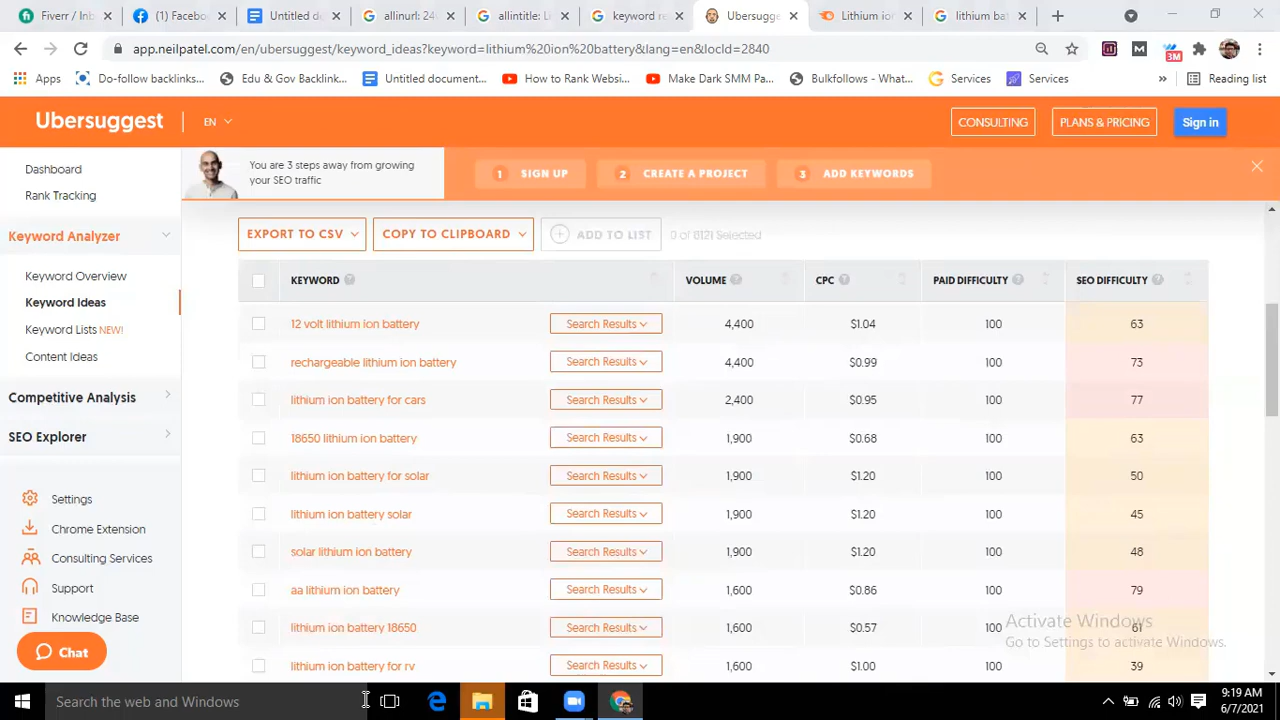 Fiverr / Inb
(1) Facebo
Untitled d
allinurl: 24
allintitle: Li
keyword re
Ubersugge
Lithium ion
lithium bat
app.neilpatel.com/en/ubersuggest/keyword_ideas?keyword=lithium%20ion%20battery&lang=en&locId=2840
3M
Apps
Do-follow backlinks...
Edu & Gov Backlink...
Untitled document...
How to Rank Websi...
Make Dark SMM Pa...
Bulkfollows - Wha...
Services
Services
»
Reading list
Ubersuggest
EN
CONSULTING
PLANS & PRICING
Sign in
Dashboard
Rank Tracking
Keyword Analyzer
Keyword Overview
Keyword Ideas
Keyword Lists NEW!
Content Ideas
Competitive Analysis
SEO Explorer
Settings
Chrome Extension
Consulting Services
Support
Knowledge Base
Chat
You are 3 steps away from growing
your SEO traffic
1 SIGN UP
2 CREATE A PROJECT
3 ADD KEYWORDS
EXPORT TO CSV
COPY TO CLIPBOARD
ADD TO LIST
0 of 6121 Selected
KEYWORD VOLUME CPC PAID DIFFICULTY SEO DIFFICULTY
12 volt lithium ion battery Search Results 4,400 $1.04 100 63
rechargeable lithium ion battery Search Results 4,400 $0.99 100 73
lithium ion battery for cars Search Results 2,400 $0.95 100 77
18650 lithium ion battery Search Results 1,900 $0.68 100 63
lithium ion battery for solar Search Results 1,900 $1.20 100 50
lithium ion battery solar Search Results 1,900 $1.20 100 45
solar lithium ion battery Search Results 1,900 $1.20 100 48
aa lithium ion battery Search Results 1,600 $0.86 100 79
lithium ion battery 18650 Search Results 1,600 $0.57 100 61
lithium ion battery for rv Search Results 1,600 $1.00 100 39
Activate Windows
Go to Settings to activate Windows.
Search the web and Windows
9:19 AM
6/7/2021